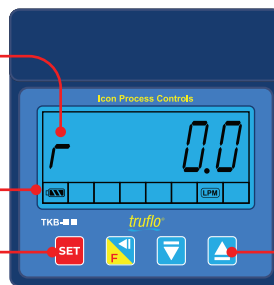 Icon Process Controls
r 0.0
LPM
TKB-■■ truflo®
SET F